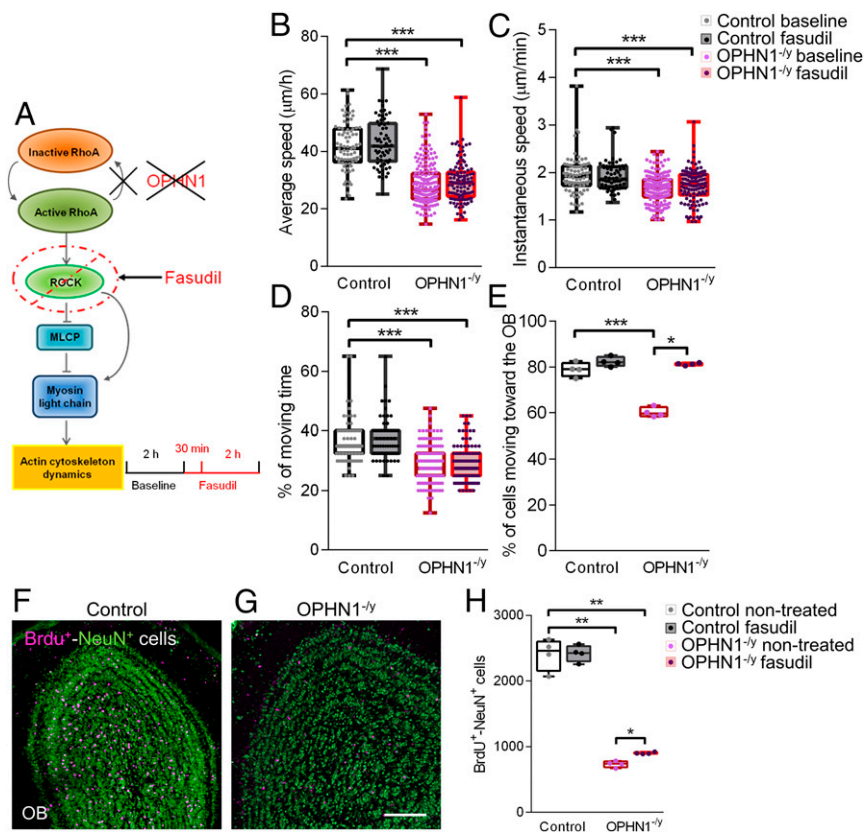 A
Inactive RhoA
OPHN1
Active RhoA
ROCK
Fasudil
MLCP
Myosin
light chain
Actin cytoskeleton
dynamics
2 h
30 min
2 h
Baseline
Fasudil
B
Average speed (μm/h)
80
60
40
20
0
***
***
Control
OPHN1-/y
C
Instantaneous speed (μm/min)
5
4
3
2
1
0
***
***
Control
OPHN1-/y
Control baseline
Control fasudil
OPHN1-/y baseline
OPHN1-/y fasudil
D
% of moving time
80
60
40
20
0
***
***
Control
OPHN1-/y
E
% of cells moving toward the OB
100
80
60
40
20
0
***
*
Control
OPHN1-/y
F
Control
Brdu+-NeuN+ cells
OB
G
OPHN1-/y
H
BrdU+-NeuN+ cells
3000
2000
1000
0
**
**
*
Control
OPHN1-/y
Control non-treated
Control fasudil
OPHN1-/y non-treated
OPHN1-/y fasudil